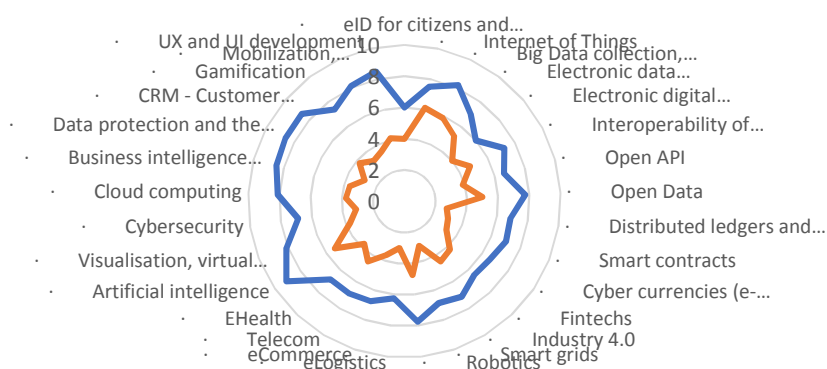 · eID for citizens and...
· Internet of Things
· Big Data collection,...
· Electronic data...
· Electronic digital...
· Interoperability of...
· Open API
· Open Data
· Distributed ledgers and...
· Smart contracts
· Cyber currencies (e-...
· Fintechs
· Industry 4.0
· Smart grids
· Robotics
· eLogistics
· eCommerce
· Telecom
· EHealth
· Artificial intelligence
· Visualisation, virtual...
· Cybersecurity
· Cloud computing
· Business intelligence...
· Data protection and the...
· CRM - Customer...
· Gamification
· Mobilization,...
· UX and UI development
10
8
6
4
2
0